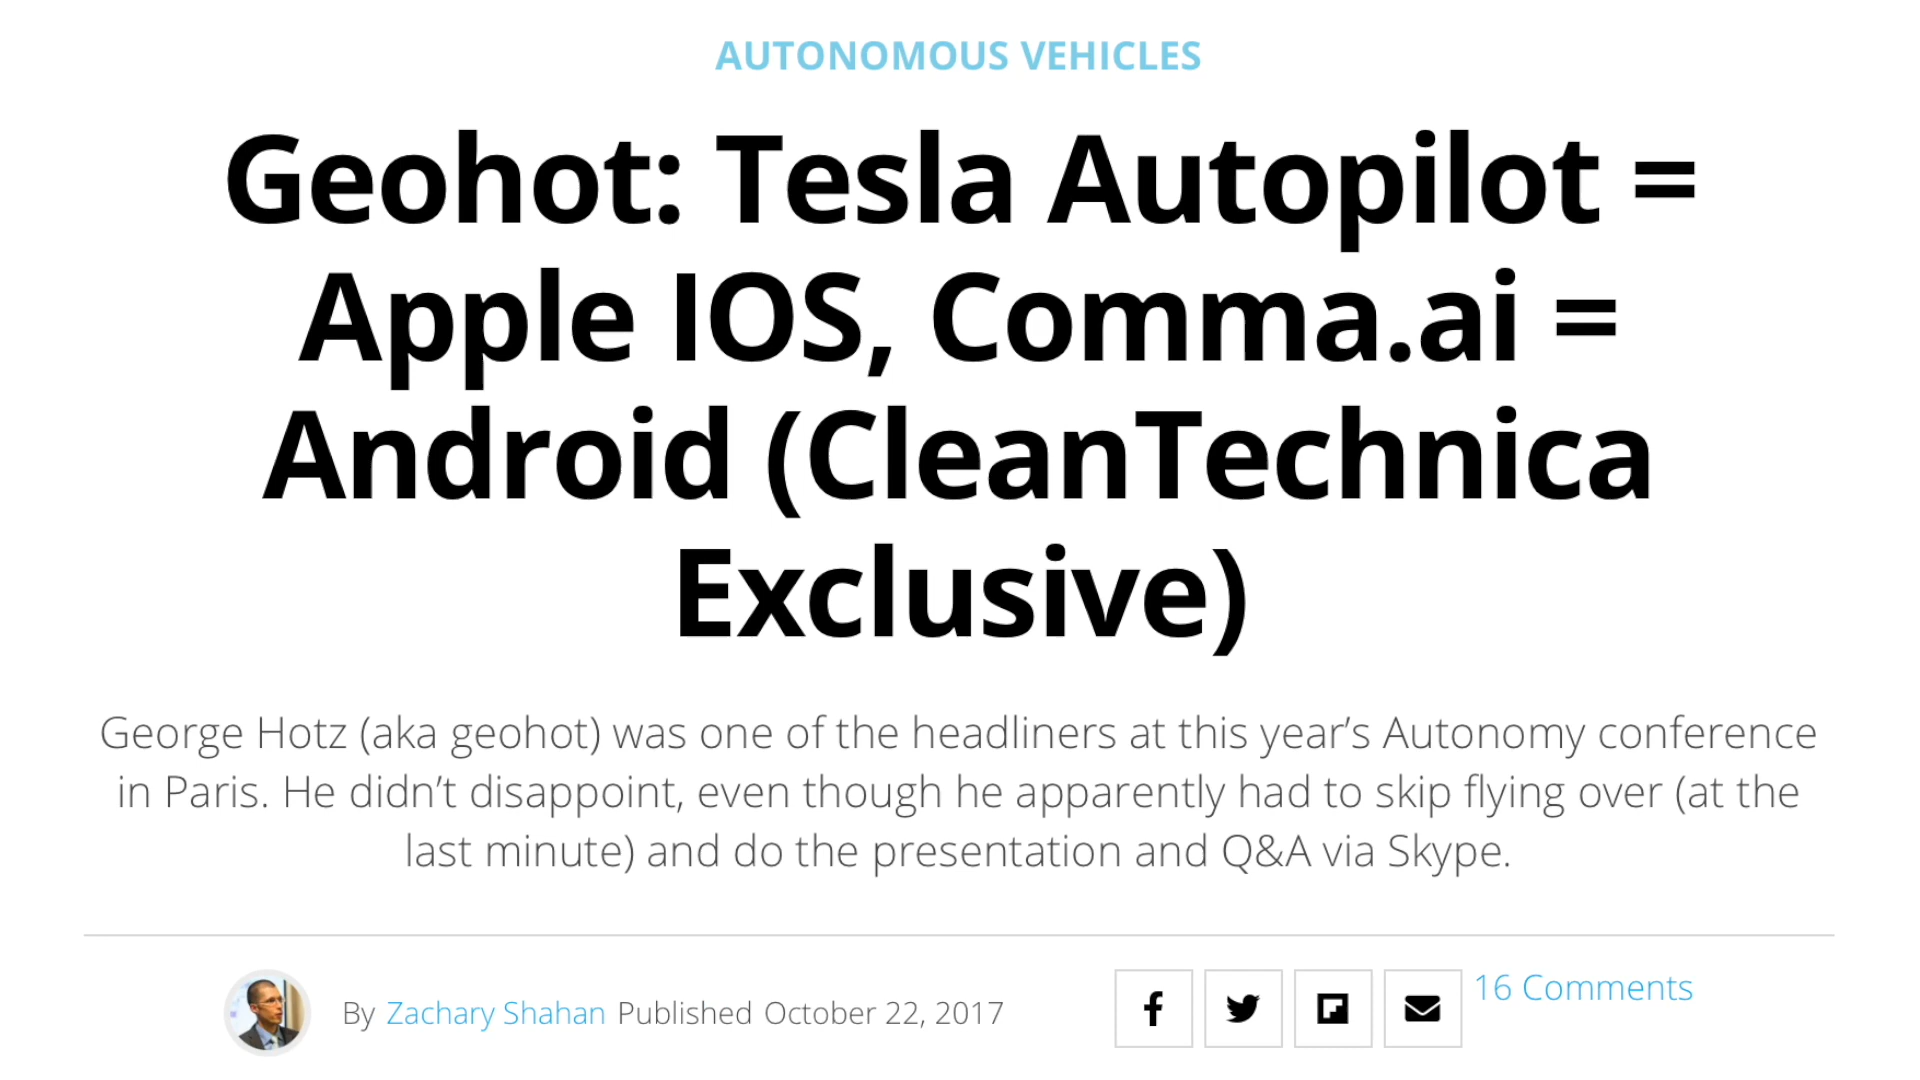 AUTONOMOUS VEHICLES
Geohot: Tesla Autopilot =
Apple IOS, Comma.ai =
Android (CleanTechnica
Exclusive)
George Hotz (aka geohot) was one of the headliners at this year’s Autonomy conference
in Paris. He didn’t disappoint, even though he apparently had to skip flying over (at the
last minute) and do the presentation and Q&A via Skype.
By Zachary Shahan Published October 22, 2017
16 Comments